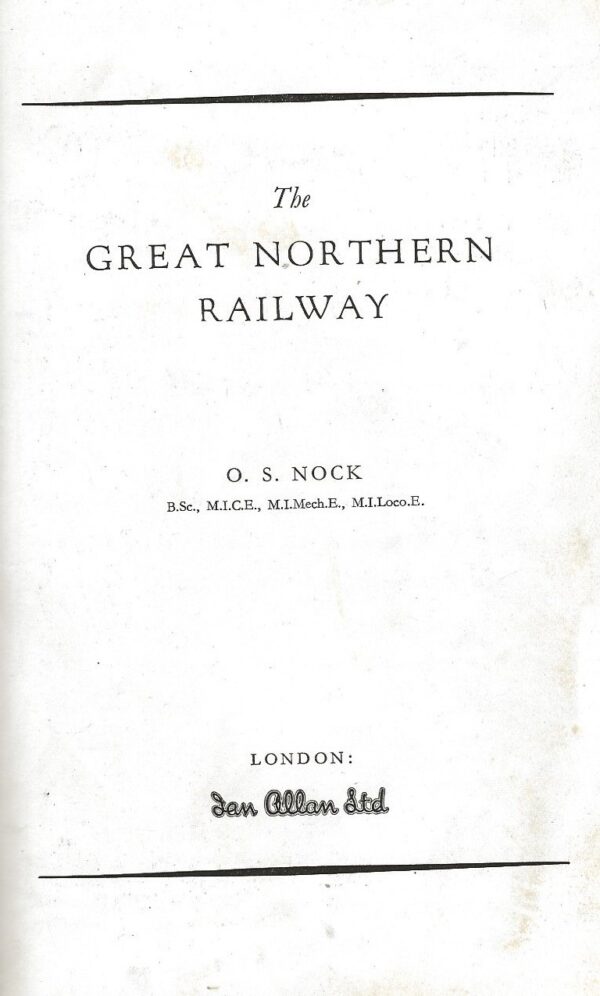 The
GREAT NORTHERN
RAILWAY
O. S. NOCK
B.Sc., M.I.C.E., M.I.Mech.E., M.I.Loco.E.
LONDON:
Ian Allan Ltd